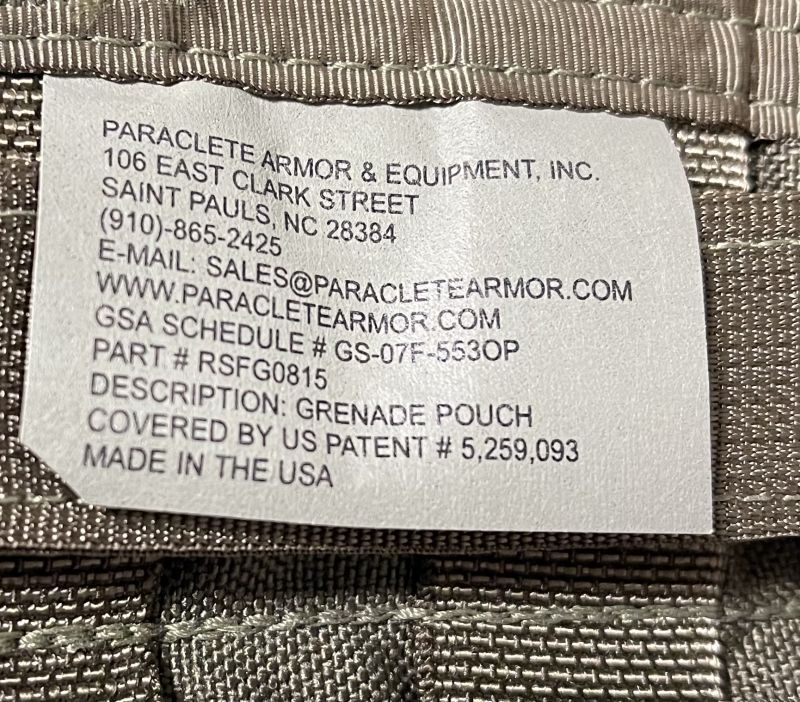 PARACLETE ARMOR & EQUIPMENT, INC.
106 EAST CLARK STREET
SAINT PAULS, NC 28384
(910)-865-2425
E-MAIL: SALES@PARACLETEARMOR.COM
WWW.PARACLETEARMOR.COM
GSA SCHEDULE # GS-07F-553OP
PART # RSFG0815
DESCRIPTION: GRENADE POUCH
COVERED BY US PATENT # 5,259,093
MADE IN THE USA